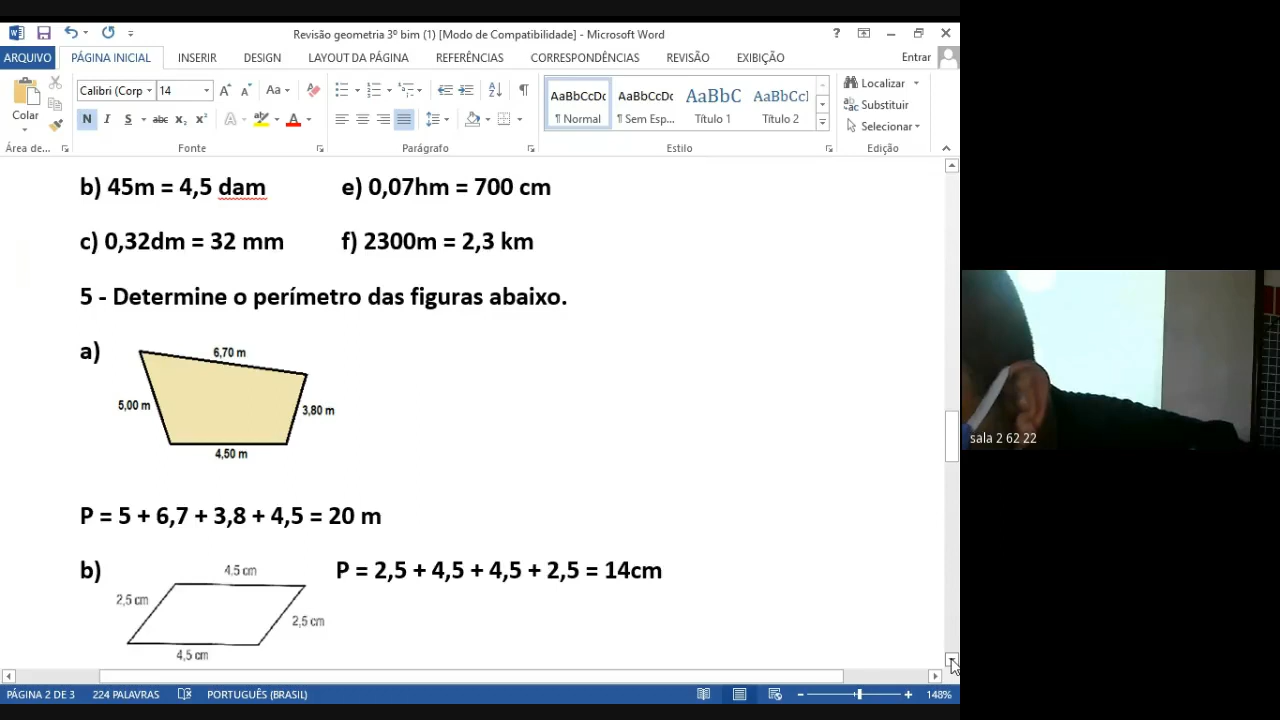 Revisão geometria 3º bim (1) [Modo de Compatibilidade] - Microsoft Word
ARQUIVO PÁGINA INICIAL INSERIR DESIGN LAYOUT DA PÁGINA REFERÊNCIAS CORRESPONDÊNCIAS REVISÃO EXIBIÇÃO Entrar
Calibri (Corp 14
Colar
N I S abc x₂ x²
AaBbCcDc AaBbCcDc AaBbC AaBbCcl
¶ Normal ¶ Sem Esp... Título 1 Título 2
Localizar
Substituir
Selecionar
Área de... Fonte Parágrafo Estilo Edição
b) 45m = 4,5 dam e) 0,07hm = 700 cm
c) 0,32dm = 32 mm f) 2300m = 2,3 km
5 - Determine o perímetro das figuras abaixo.
a)
6,70 m
5,00 m
3,80 m
4,50 m
P = 5 + 6,7 + 3,8 + 4,5 = 20 m
b) 4.5 cm P = 2,5 + 4,5 + 4,5 + 2,5 = 14cm
2,5 cm
2,5 cm
4,5 cm
PÁGINA 2 DE 3 224 PALAVRAS PORTUGUÊS (BRASIL) 148%
sala 2 62 22